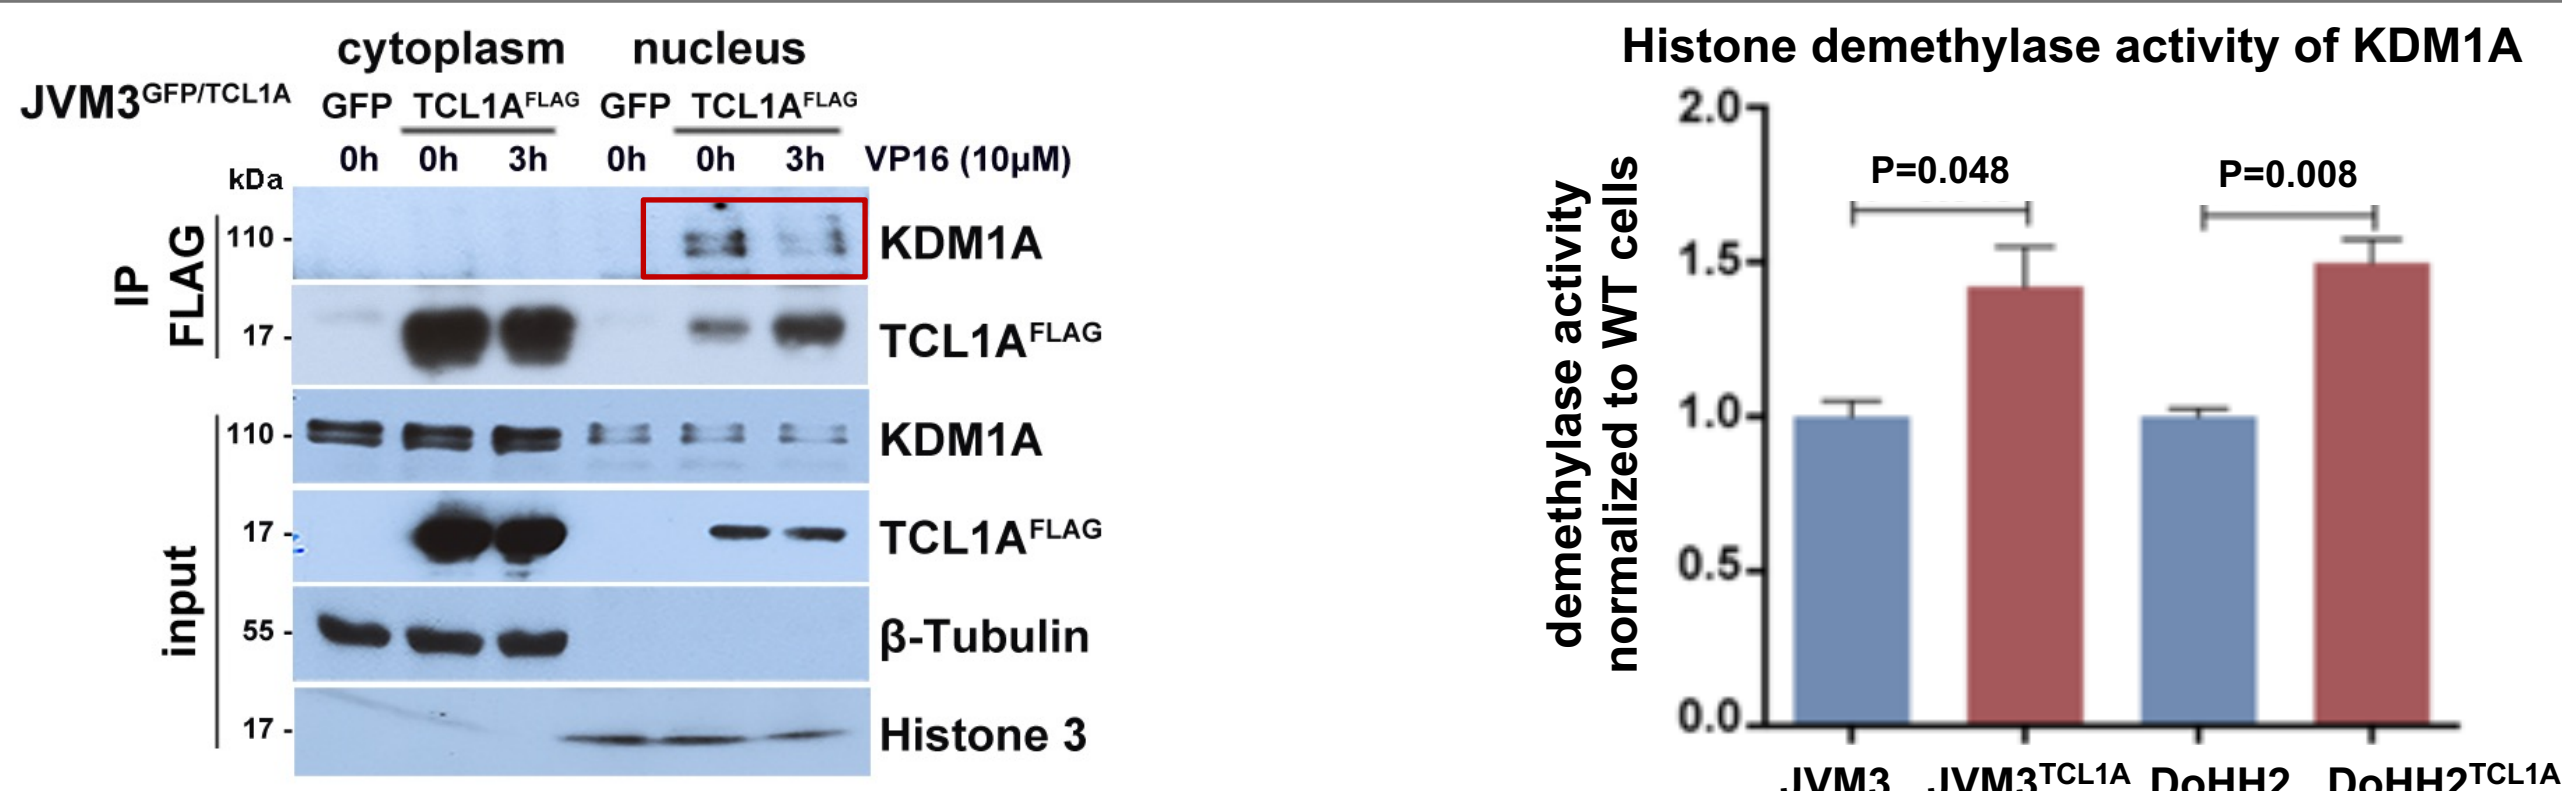 cytoplasm nucleus
JVM3GFP/TCL1A GFP TCL1AFLAG GFP TCL1AFLAG
0h 0h 3h 0h 0h 3h VP16 (10µM)
kDa
IP
FLAG
110 - KDM1A
17 - TCL1AFLAG
input
110 - KDM1A
17 - TCL1AFLAG
55 - β-Tubulin
17 - Histone 3
Histone demethylase activity of KDM1A
demethylase activity
normalized to WT cells
2.0
1.5
1.0
0.5
0.0
P=0.048 P=0.008
JVM3 JVM3TCL1A DoHH2 DoHH2TCL1A